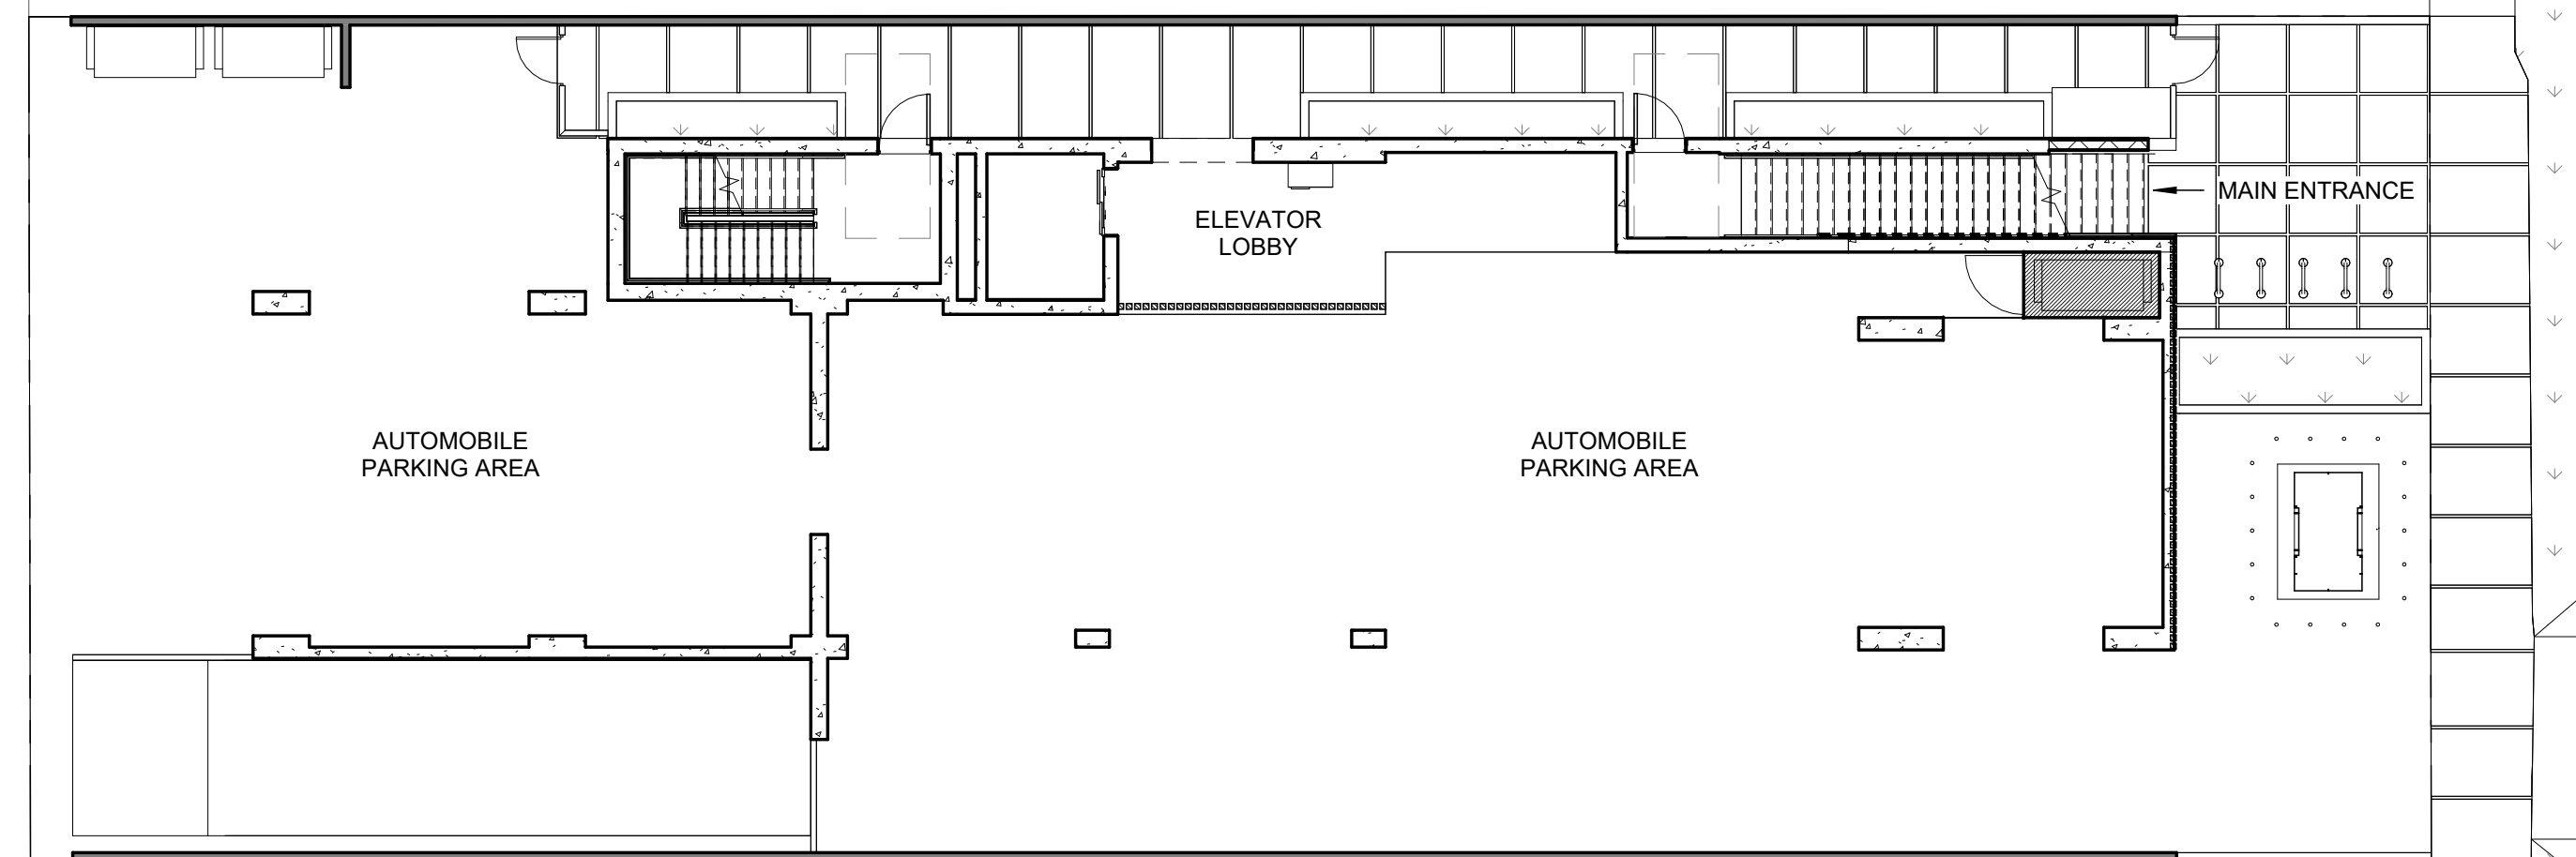 MAIN ENTRANCE
ELEVATOR
LOBBY
AUTOMOBILE
PARKING AREA
AUTOMOBILE
PARKING AREA